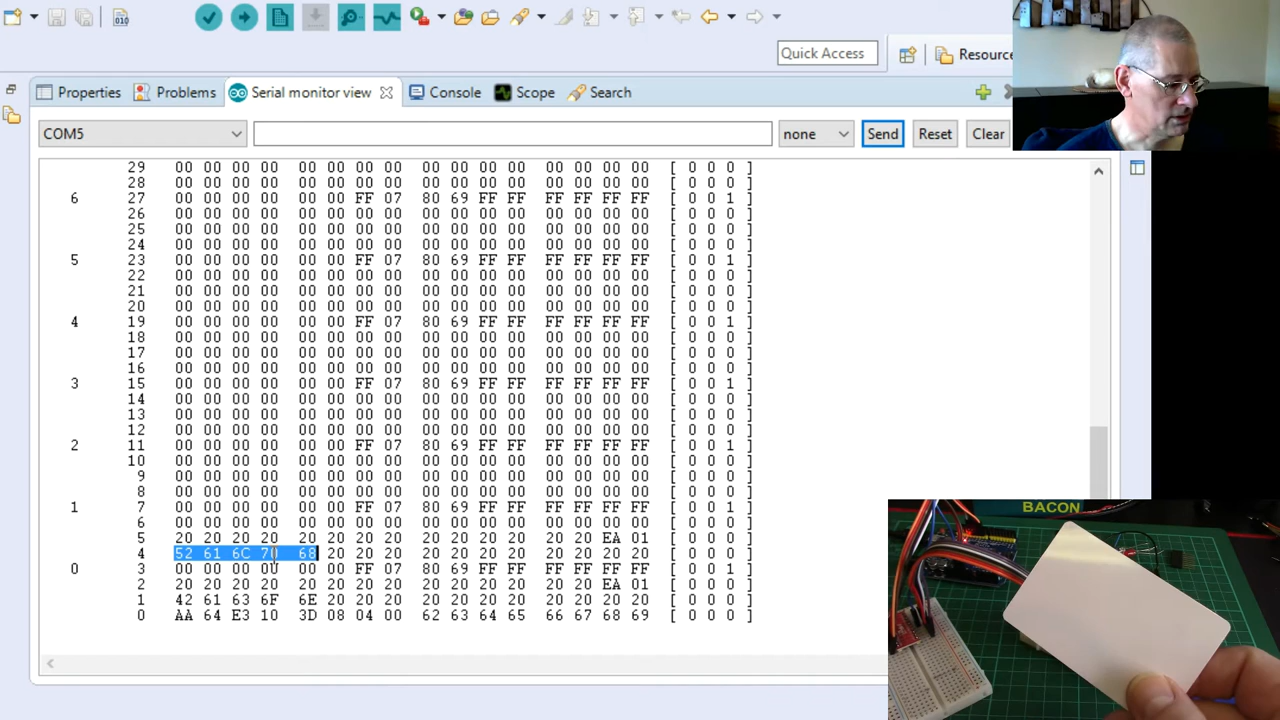 010
Quick Access
Resourc
Properties
Problems
Serial monitor view
Console
Scope
Search
COM5
none
Send
Reset
Clear
29 00 00 00 00 00 00 00 00 00 00 00 00 00 00 00 00 [ 0 0 0 ]
28 00 00 00 00 00 00 00 00 00 00 00 00 00 00 00 00 [ 0 0 0 ]
6 27 00 00 00 00 00 00 FF 07 80 69 FF FF FF FF FF FF [ 0 0 1 ]
26 00 00 00 00 00 00 00 00 00 00 00 00 00 00 00 00 [ 0 0 0 ]
25 00 00 00 00 00 00 00 00 00 00 00 00 00 00 00 00 [ 0 0 0 ]
24 00 00 00 00 00 00 00 00 00 00 00 00 00 00 00 00 [ 0 0 0 ]
5 23 00 00 00 00 00 00 FF 07 80 69 FF FF FF FF FF FF [ 0 0 1 ]
22 00 00 00 00 00 00 00 00 00 00 00 00 00 00 00 00 [ 0 0 0 ]
21 00 00 00 00 00 00 00 00 00 00 00 00 00 00 00 00 [ 0 0 0 ]
20 00 00 00 00 00 00 00 00 00 00 00 00 00 00 00 00 [ 0 0 0 ]
4 19 00 00 00 00 00 00 FF 07 80 69 FF FF FF FF FF FF [ 0 0 1 ]
18 00 00 00 00 00 00 00 00 00 00 00 00 00 00 00 00 [ 0 0 0 ]
17 00 00 00 00 00 00 00 00 00 00 00 00 00 00 00 00 [ 0 0 0 ]
16 00 00 00 00 00 00 00 00 00 00 00 00 00 00 00 00 [ 0 0 0 ]
3 15 00 00 00 00 00 00 FF 07 80 69 FF FF FF FF FF FF [ 0 0 1 ]
14 00 00 00 00 00 00 00 00 00 00 00 00 00 00 00 00 [ 0 0 0 ]
13 00 00 00 00 00 00 00 00 00 00 00 00 00 00 00 00 [ 0 0 0 ]
12 00 00 00 00 00 00 00 00 00 00 00 00 00 00 00 00 [ 0 0 0 ]
2 11 00 00 00 00 00 00 FF 07 80 69 FF FF FF FF FF FF [ 0 0 1 ]
10 00 00 00 00 00 00 00 00 00 00 00 00 00 00 00 00 [ 0 0 0 ]
9 00 00 00 00 00 00 00 00 00 00 00 00 00 00 00 00 [ 0 0 0 ]
8 00 00 00 00 00 00 00 00 00 00 00 00 00 00 00 00 [ 0 0 0 ]
1 7 00 00 00 00 00 00 FF 07 80 69 FF FF FF FF FF FF [ 0 0 1 ]
6 00 00 00 00 00 00 00 00 00 00 00 00 00 00 00 00 [ 0 0 0 ]
5 20 20 20 20 20 20 20 20 20 20 20 20 20 20 EA 01 [ 0 0 0 ]
4 52 61 6C 70 68 20 20 20 20 20 20 20 20 20 20 20 [ 0 0 0 ]
0 3 00 00 00 00 00 00 FF 07 80 69 FF FF FF FF FF FF [ 0 0 1 ]
2 20 20 20 20 20 20 20 20 20 20 20 20 20 20 EA 01 [ 0 0 0 ]
1 42 61 63 6F 6E 20 20 20 20 20 20 20 20 20 20 20 [ 0 0 0 ]
0 AA 64 E3 10 3D 08 04 00 62 63 64 65 66 67 68 69 [ 0 0 0 ]
BACON